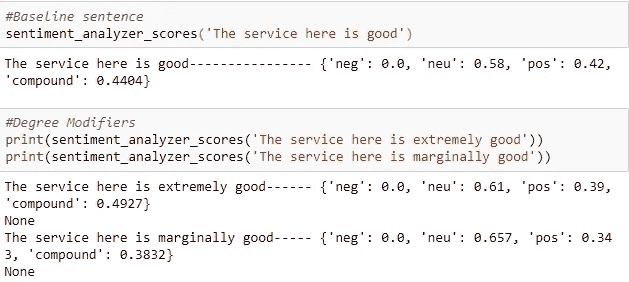 #Baseline sentence
sentiment_analyzer_scores('The service here is good')
The service here is good---------------- {'neg': 0.0, 'neu': 0.58, 'pos': 0.42,
'compound': 0.4404}
#Degree Modifiers
print(sentiment_analyzer_scores('The service here is extremely good'))
print(sentiment_analyzer_scores('The service here is marginally good'))
The service here is extremely good------ {'neg': 0.0, 'neu': 0.61, 'pos': 0.39,
'compound': 0.4927}
None
The service here is marginally good----- {'neg': 0.0, 'neu': 0.657, 'pos': 0.34
3, 'compound': 0.3832}
None